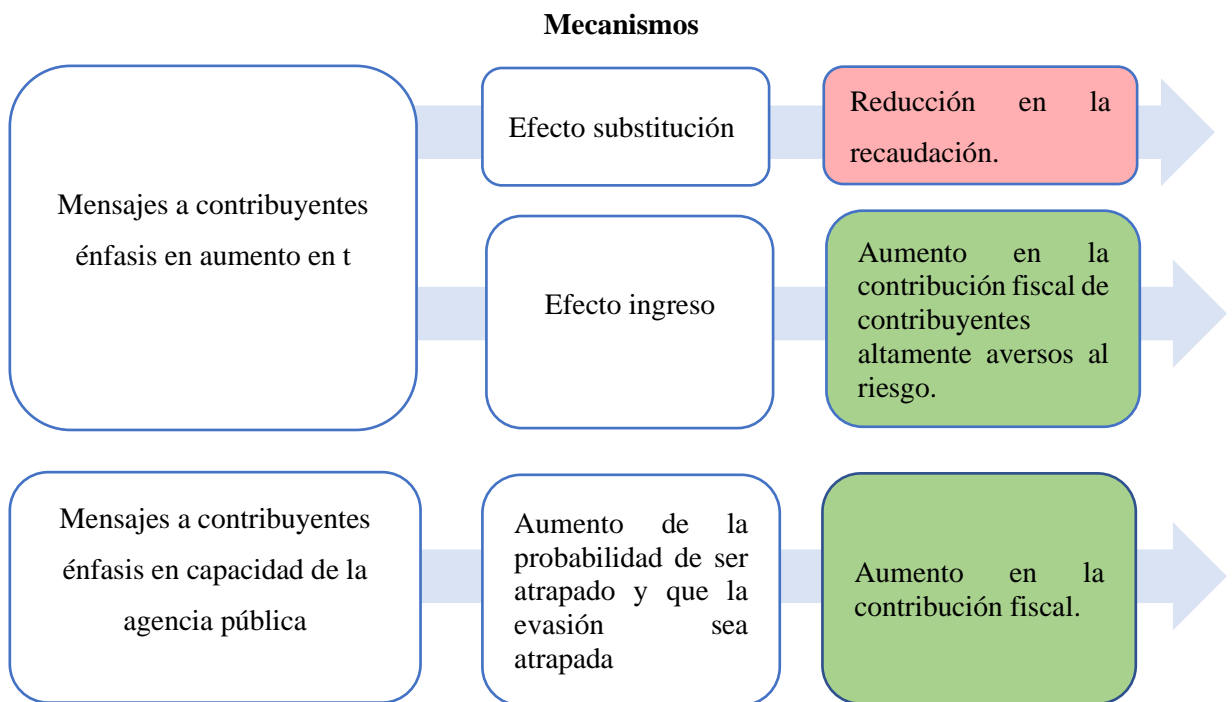 Mecanismos
Mensajes a contribuyentes
énfasis en aumento en t
Efecto substitución
Reducción en la
recaudación.
Efecto ingreso
Aumento en la
contribución fiscal de
contribuyentes
altamente aversos al
riesgo.
Mensajes a contribuyentes
énfasis en capacidad de la
agencia pública
Aumento de la
probabilidad de ser
atrapado y que la
evasión sea
atrapada
Aumento en la
contribución fiscal.